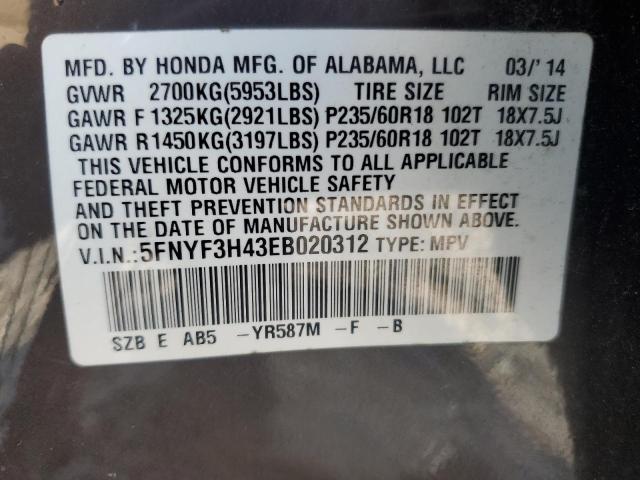 MFD. BY HONDA MFG. OF ALABAMA, LLC 03/'14
GVWR 2700KG(5953LBS) TIRE SIZE RIM SIZE
GAWR F 1325KG(2921LBS) P235/60R18 102T 18X7.5J
GAWR R1450KG(3197LBS) P235/60R18 102T 18X7.5J
THIS VEHICLE CONFORMS TO ALL APPLICABLE
FEDERAL MOTOR VEHICLE SAFETY
AND THEFT PREVENTION STANDARDS IN EFFECT
ON THE DATE OF MANUFACTURE SHOWN ABOVE.
V.I.N.:5FNYF3H43EB020312 TYPE: MPV
SZB E AB5 -YR587M -F -B